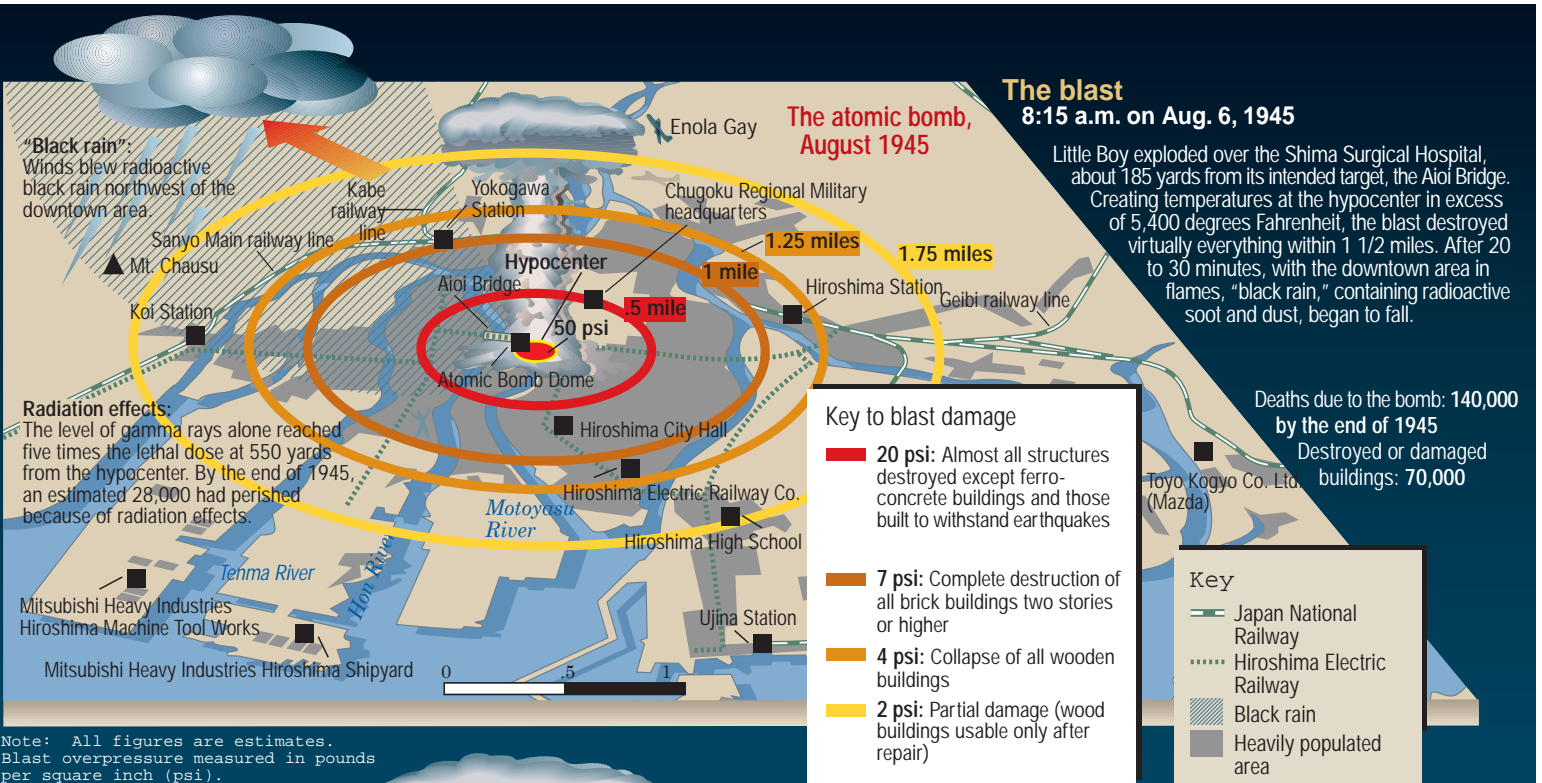 The blast
8:15 a.m. on Aug. 6, 1945
Little Boy exploded over the Shima Surgical Hospital,
about 185 yards from its intended target, the Aioi Bridge.
Creating temperatures at the hypocenter in excess
of 5,400 degrees Fahrenheit, the blast destroyed
virtually everything within 1 1/2 miles. After 20
to 30 minutes, with the downtown area in
flames, “black rain,” containing radioactive
soot and dust, began to fall.
Deaths due to the bomb: 140,000
by the end of 1945
Destroyed or damaged
buildings: 70,000
The atomic bomb,
August 1945
Enola Gay
"Black rain":
Winds blew radioactive
black rain northwest of the
downtown area.
Kabe
railway
line
Yokogawa
Station
Chugoku Regional Military
headquarters
Sanyo Main railway line
Mt. Chausu
Koi Station
Hypocenter
Aioi Bridge
50 psi
Atomic Bomb Dome
.5 mile
1 mile
1.25 miles
1.75 miles
Hiroshima Station
Geibi railway line
Radiation effects:
The level of gamma rays alone reached
five times the lethal dose at 550 yards
from the hypocenter. By the end of 1945,
an estimated 28,000 had perished
because of radiation effects.
Hiroshima City Hall
Hiroshima Electric Railway Co.
Motoyasu
River
Hiroshima High School
Tenma River
Hon River
Mitsubishi Heavy Industries
Hiroshima Machine Tool Works
Mitsubishi Heavy Industries Hiroshima Shipyard
Ujina Station
Toyo Kogyo Co. Ltd.
(Mazda)
0 .5 1
Key to blast damage
20 psi: Almost all structures
destroyed except ferro-
concrete buildings and those
built to withstand earthquakes
7 psi: Complete destruction of
all brick buildings two stories
or higher
4 psi: Collapse of all wooden
buildings
2 psi: Partial damage (wood
buildings usable only after
repair)
Key
Japan National
Railway
Hiroshima Electric
Railway
Black rain
Heavily populated
area
Note: All figures are estimates.
Blast overpressure measured in pounds
per square inch (psi).